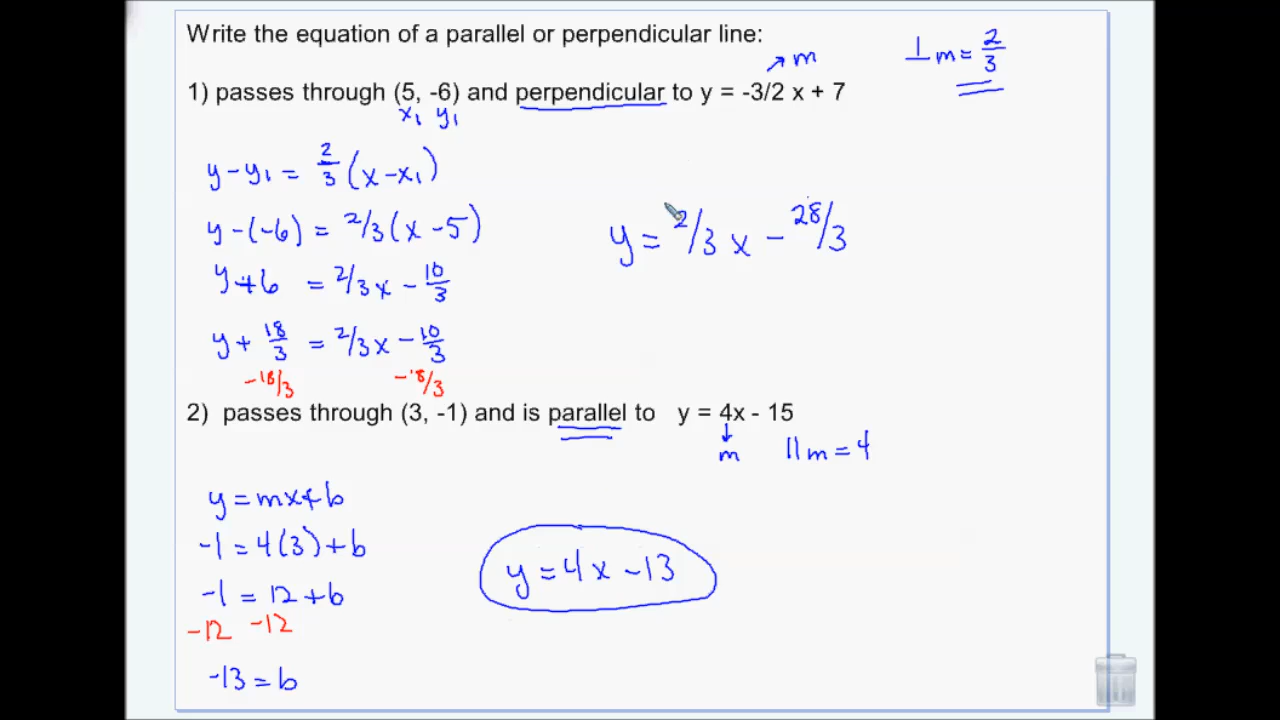 Write the equation of a parallel or perpendicular line:
⊥m = 2/3
→ m
1) passes through (5, -6) and perpendicular to y = -3/2 x + 7
x₁ y₁
y - y₁ = 2/3 (x - x₁)
y - (-6) = 2/3 (x - 5)
y = 2/3 x - 28/3
y + 6 = 2/3 x - 10/3
y + 18/3 = 2/3 x - 10/3
-18/3 -18/3
2) passes through (3, -1) and is parallel to y = 4x - 15
m || m = 4
y = mx + b
-1 = 4(3) + b
y = 4x - 13
-1 = 12 + b
-12 -12
-13 = b